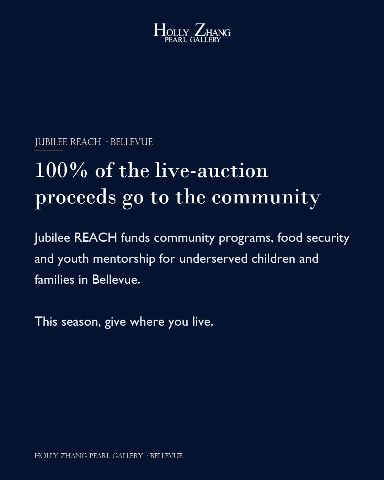 HOLLY ZHANG
PEARL GALLERY
JUBILEE REACH · BELLEVUE
100% of the live-auction
proceeds go to the community
Jubilee REACH funds community programs, food security
and youth mentorship for underserved children and
families in Bellevue.
This season, give where you live.
HOLLY ZHANG PEARL GALLERY · BELLEVUE